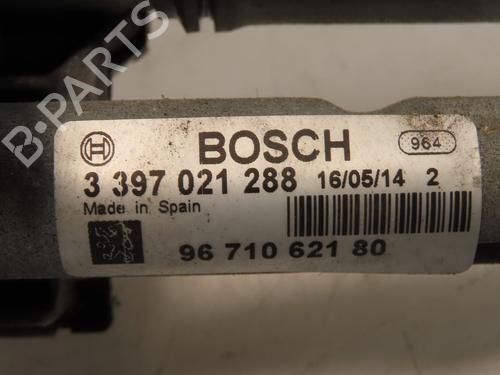 B-PARTS
BOSCH 964
3 397 021 288 16/05/14 2
Made in Spain
96 710 621 80